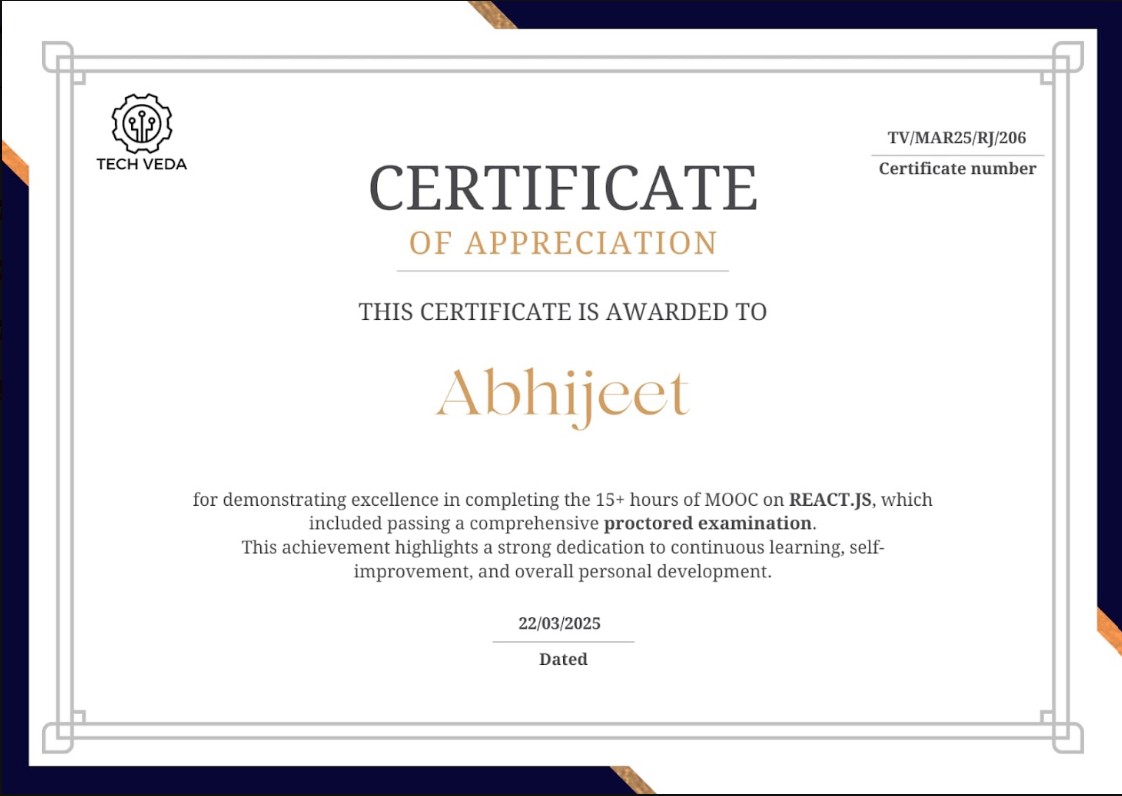 TECH VEDA
TV/MAR25/RJ/206
Certificate number
CERTIFICATE
OF APPRECIATION
THIS CERTIFICATE IS AWARDED TO
Abhijeet
for demonstrating excellence in completing the 15+ hours of MOOC on REACT.JS, which
included passing a comprehensive proctored examination.
This achievement highlights a strong dedication to continuous learning, self-
improvement, and overall personal development.
22/03/2025
Dated